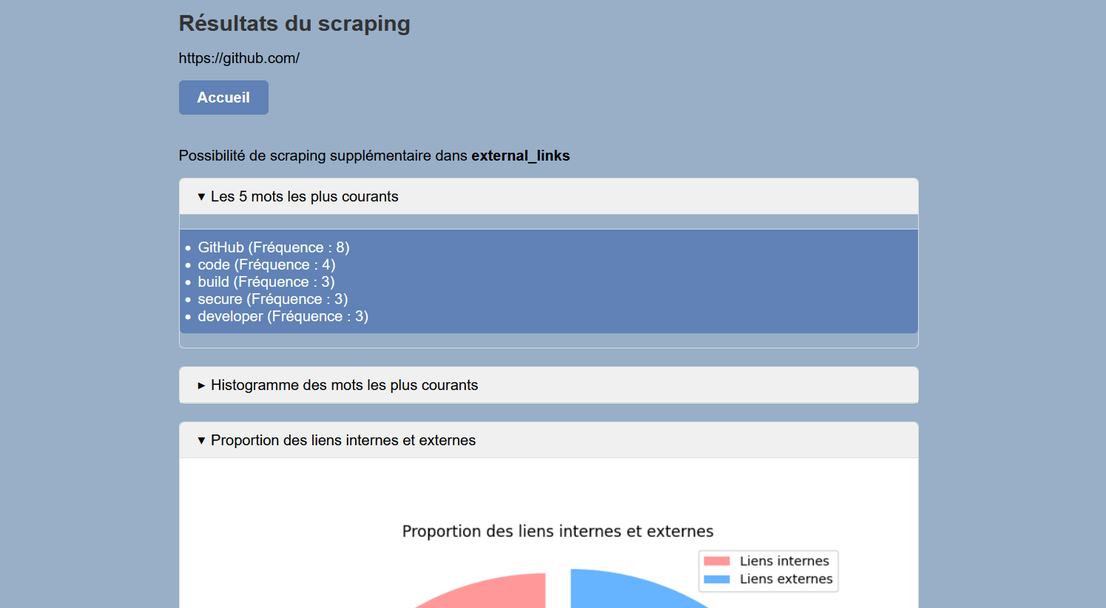 Résultats du scraping
https://github.com/
Accueil
Possibilité de scraping supplémentaire dans external_links
▾ Les 5 mots les plus courants
• GitHub (Fréquence : 8)
• code (Fréquence : 4)
• build (Fréquence : 3)
• secure (Fréquence : 3)
• developer (Fréquence : 3)
▸ Histogramme des mots les plus courants
▾ Proportion des liens internes et externes
Proportion des liens internes et externes
Liens internes
Liens externes